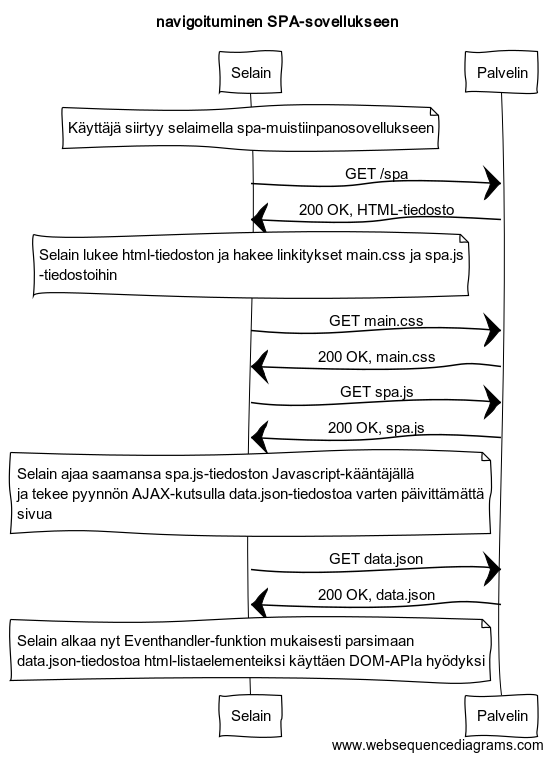 navigoituminen SPA-sovellukseen
Selain
Palvelin
Käyttäjä siirtyy selaimella spa-muistiinpanosovellukseen
GET /spa
200 OK, HTML-tiedosto
Selain lukee html-tiedoston ja hakee linkitykset main.css ja spa.js
-tiedostoihin
GET main.css
200 OK, main.css
GET spa.js
200 OK, spa.js
Selain ajaa saamansa spa.js-tiedoston Javascript-kääntäjällä
ja tekee pyynnön AJAX-kutsulla data.json-tiedostoa varten päivittämättä
sivua
GET data.json
200 OK, data.json
Selain alkaa nyt Eventhandler-funktion mukaisesti parsimaan
data.json-tiedostoa html-listaelementeiksi käyttäen DOM-APIa hyödyksi
Selain
Palvelin
www.websequencediagrams.com